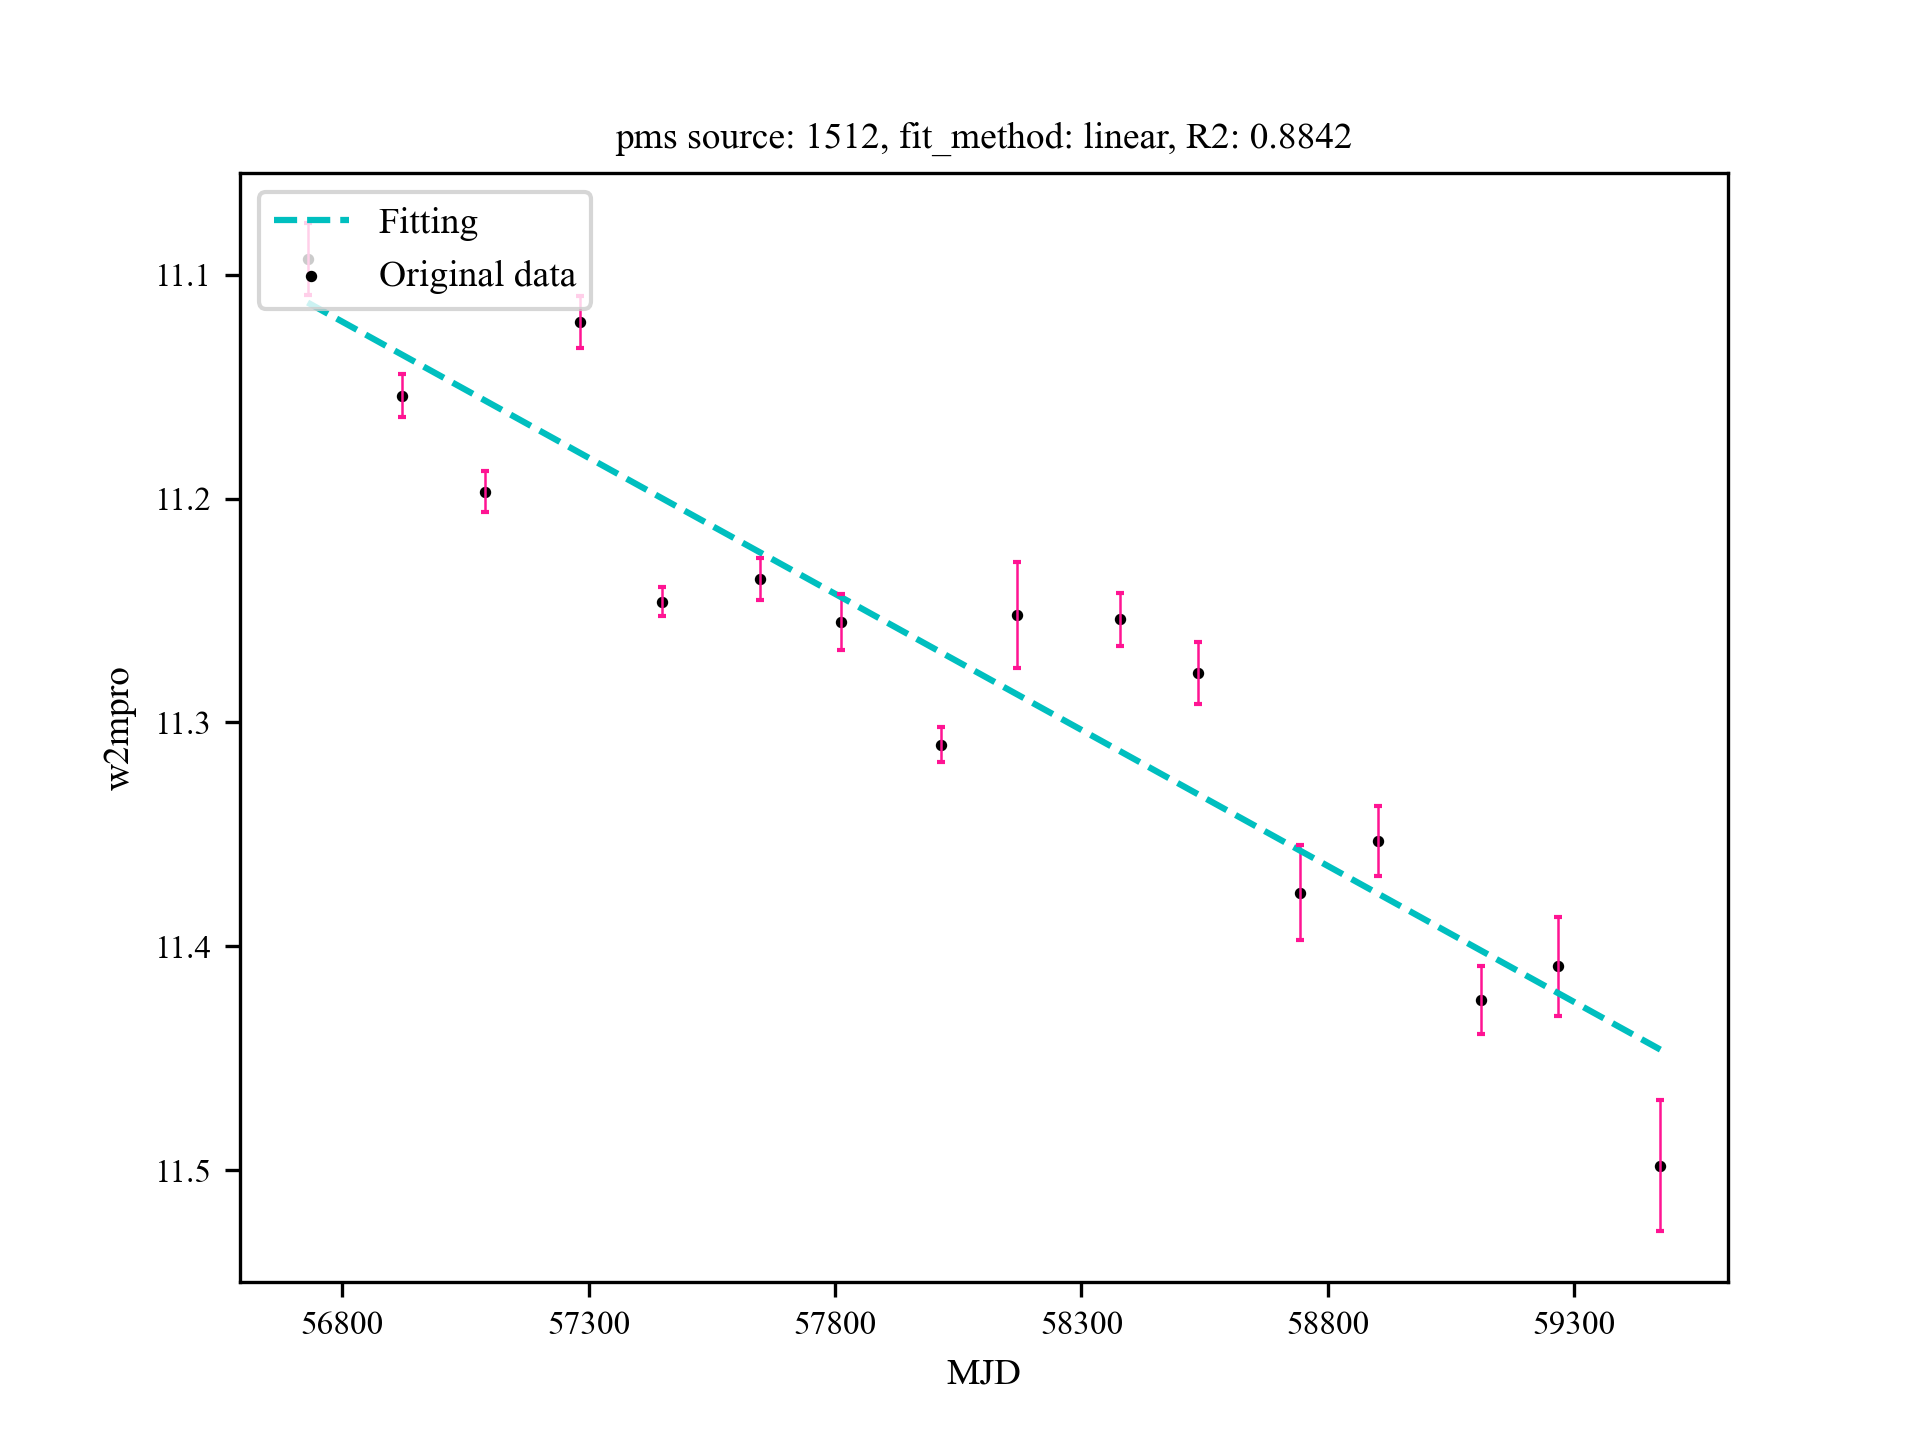 pms source: 1512, fit_method: linear, R2: 0.8842
Fitting
Original data
11.1
11.2
11.3
11.4
11.5
w2mpro
56800 57300 57800 58300 58800 59300
MJD